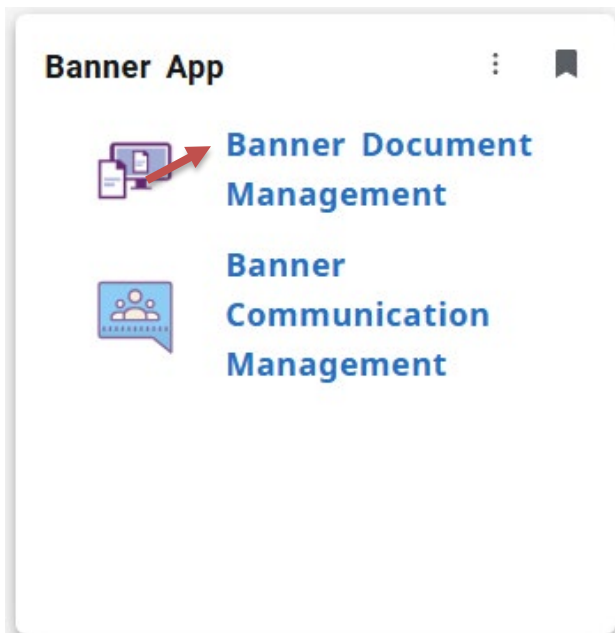 Banner App
Banner Document
Management
Banner
Communication
Management